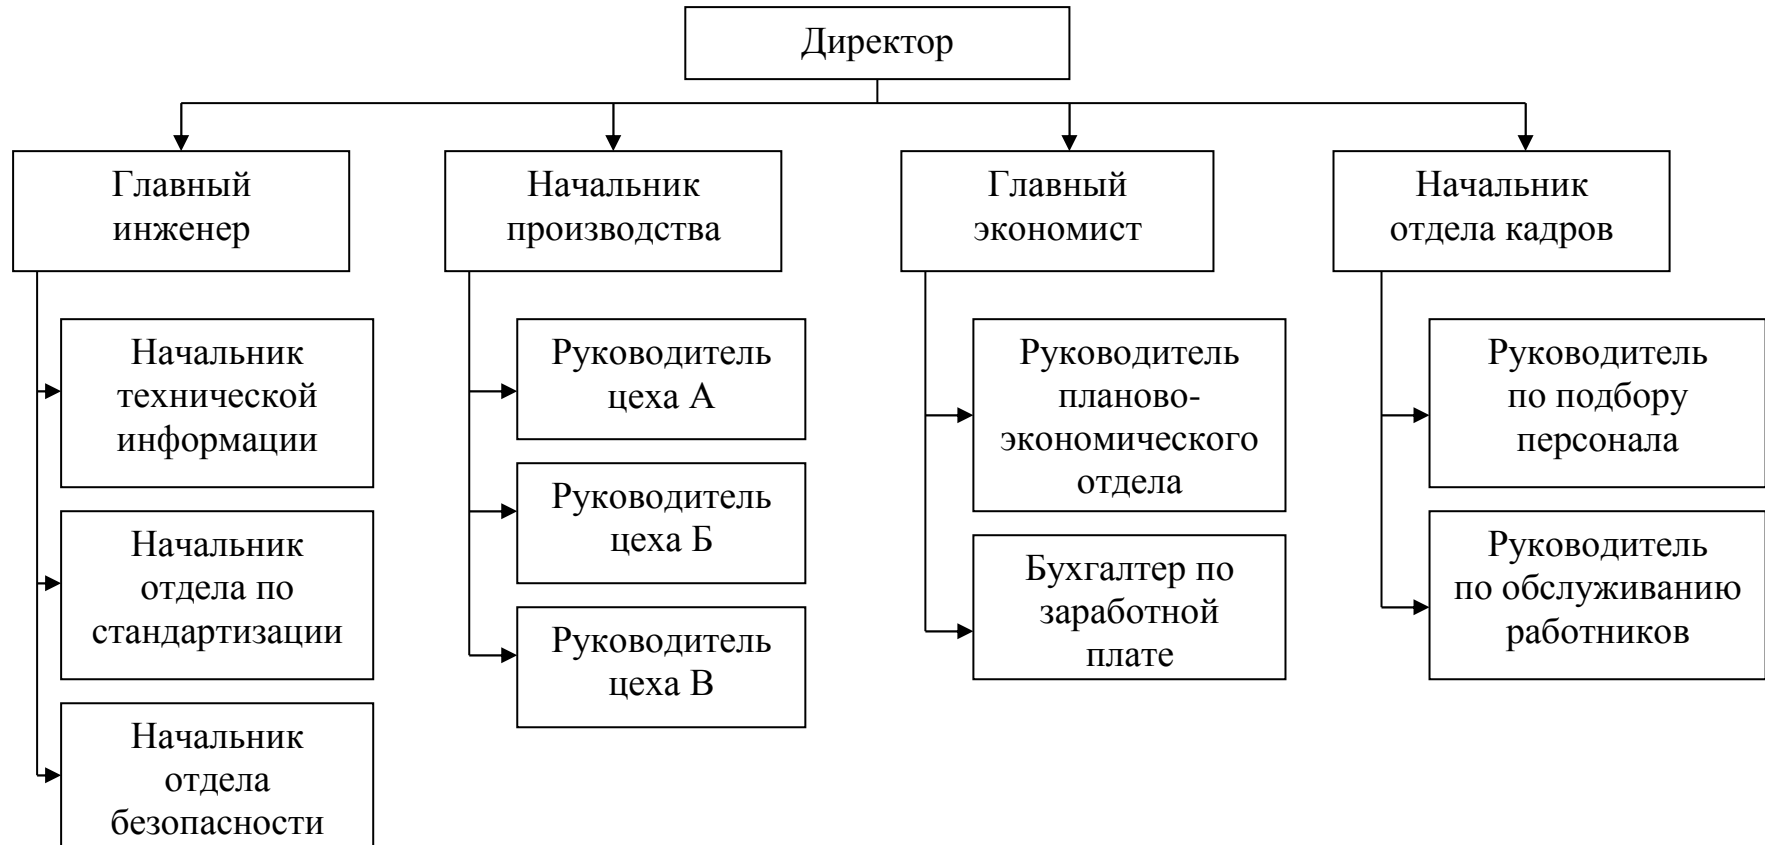 Директор
Главный
инженер
Начальник
производства
Главный
экономист
Начальник
отдела кадров
Начальник
технической
информации
Начальник
отдела по
стандартизации
Начальник
отдела
безопасности
Руководитель
цеха А
Руководитель
цеха Б
Руководитель
цеха В
Руководитель
планово-
экономического
отдела
Бухгалтер по
заработной
плате
Руководитель
по подбору
персонала
Руководитель
по обслуживанию
работников